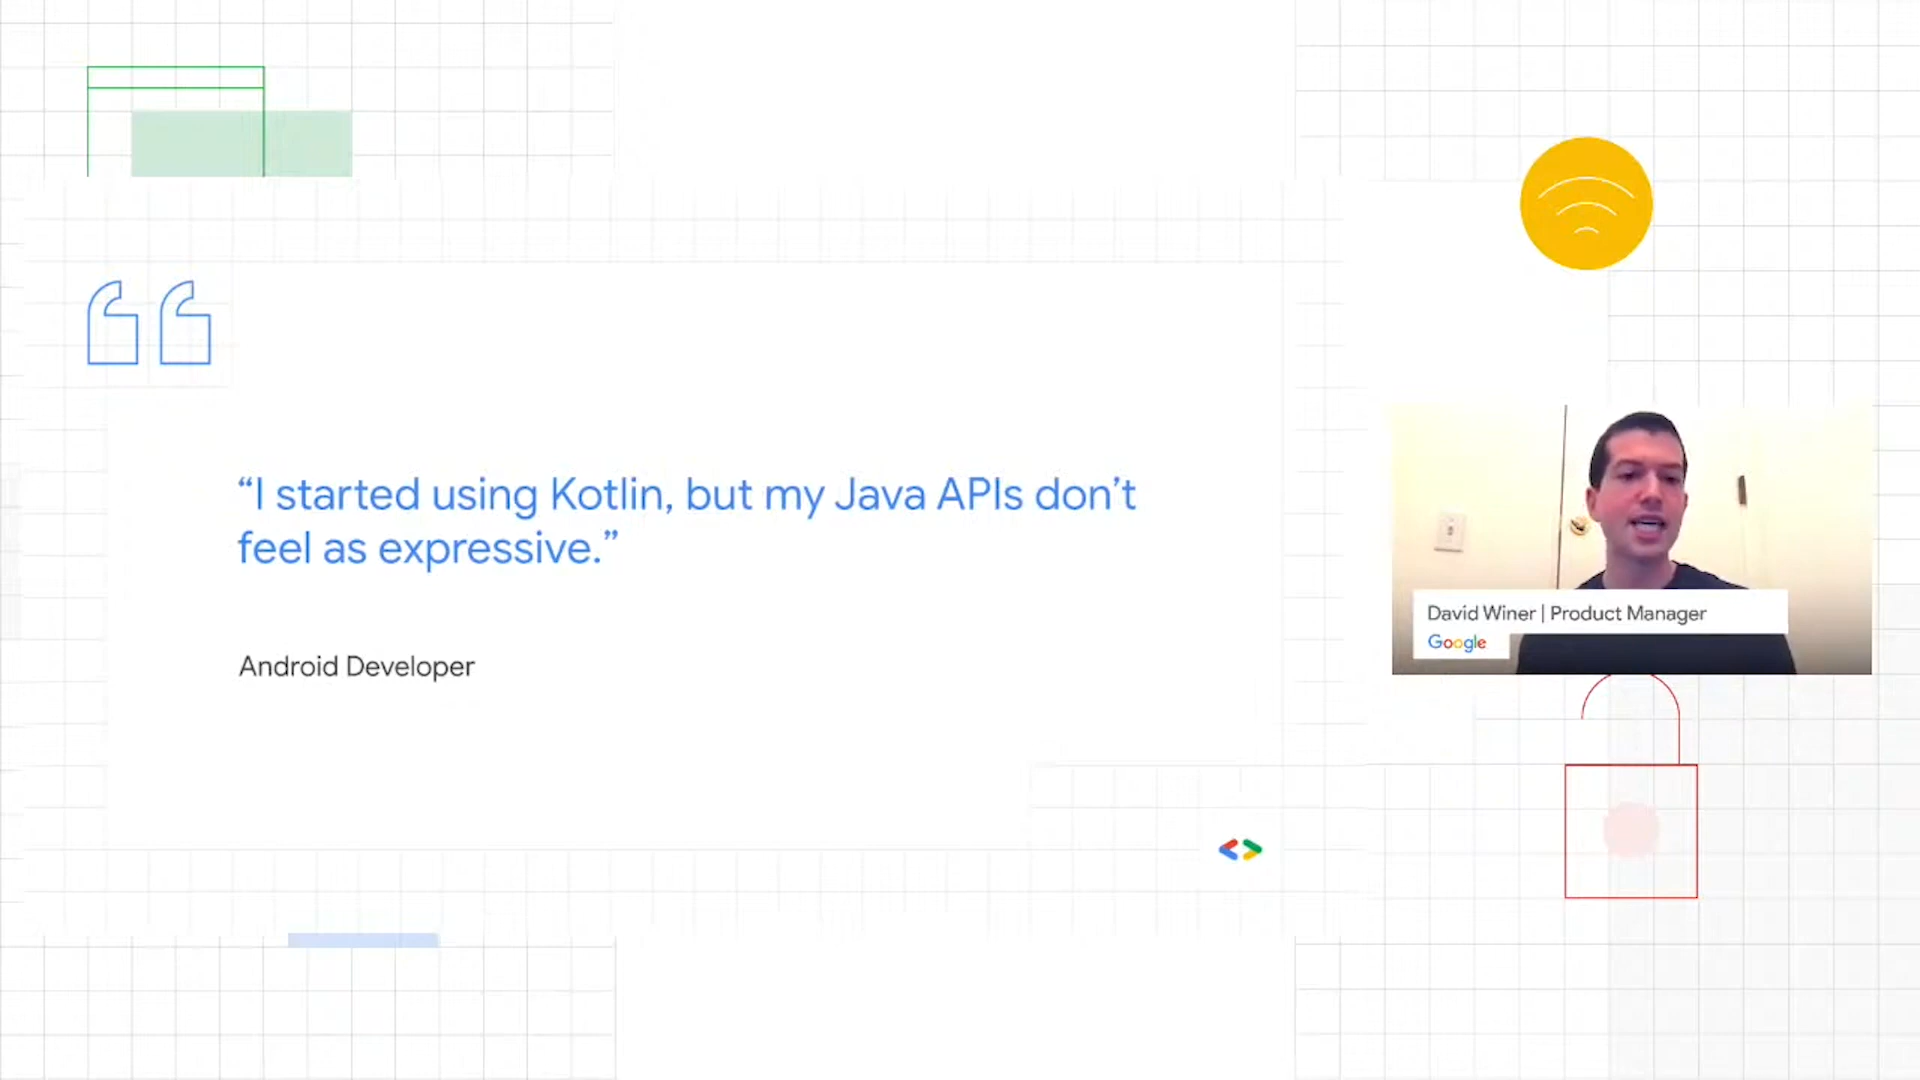 “I started using Kotlin, but my Java APIs don’t
feel as expressive.”
Android Developer
David Winer | Product Manager
Google